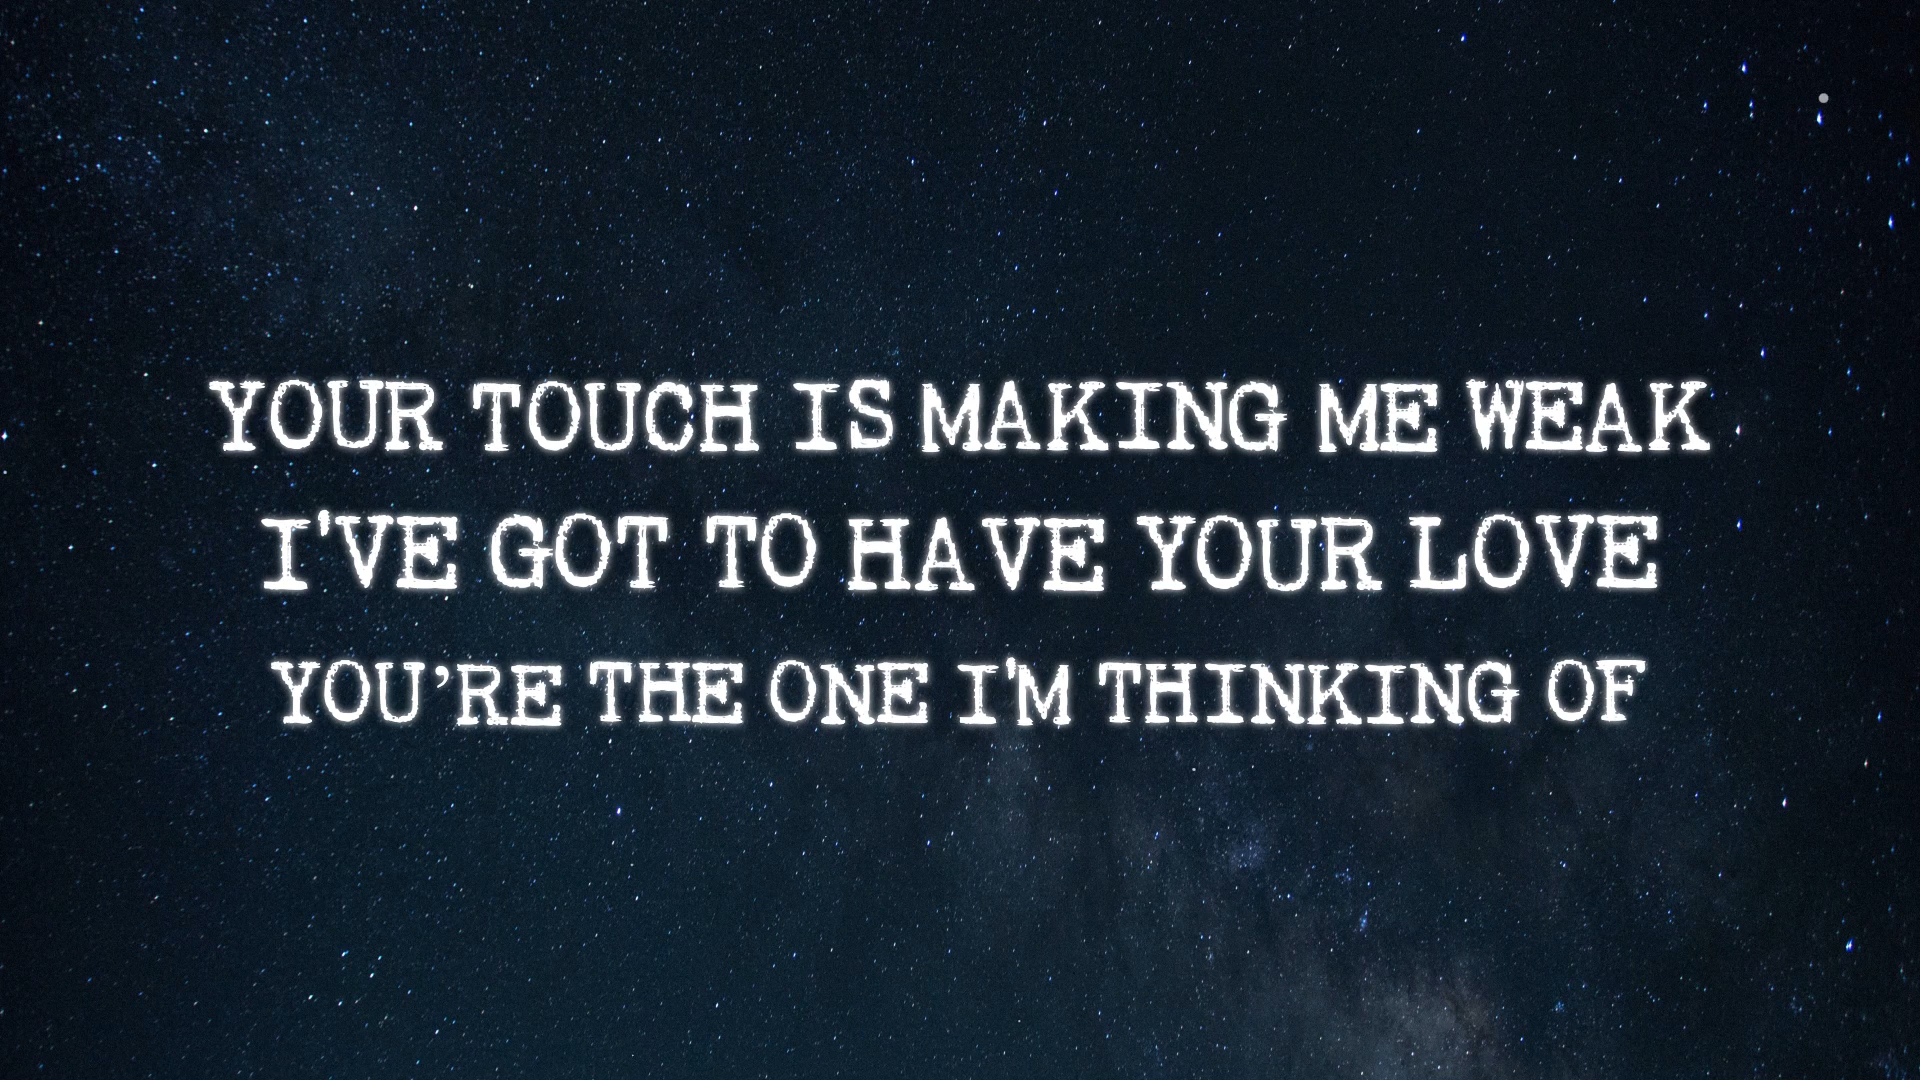 YOUR TOUCH IS MAKING ME WEAK
I'VE GOT TO HAVE YOUR LOVE
YOU’RE THE ONE I'M THINKING OF